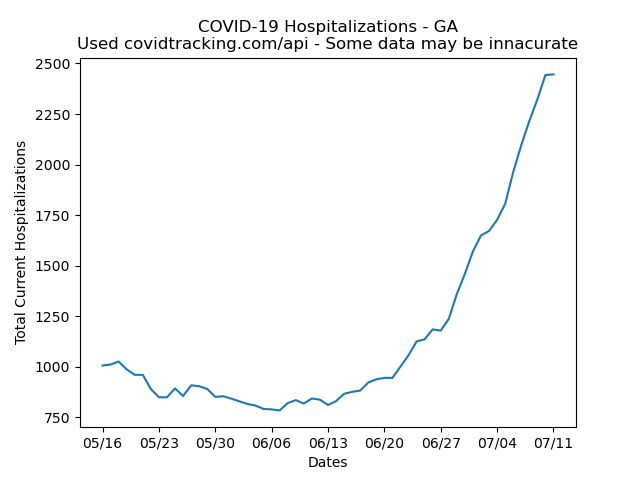 COVID-19 Hospitalizations - GA
Used covidtracking.com/api - Some data may be innacurate
2500
2250
2000
1750
1500
1250
1000
750
Total Current Hospitalizations
05/16 05/23 05/30 06/06 06/13 06/20 06/27 07/04 07/11
Dates